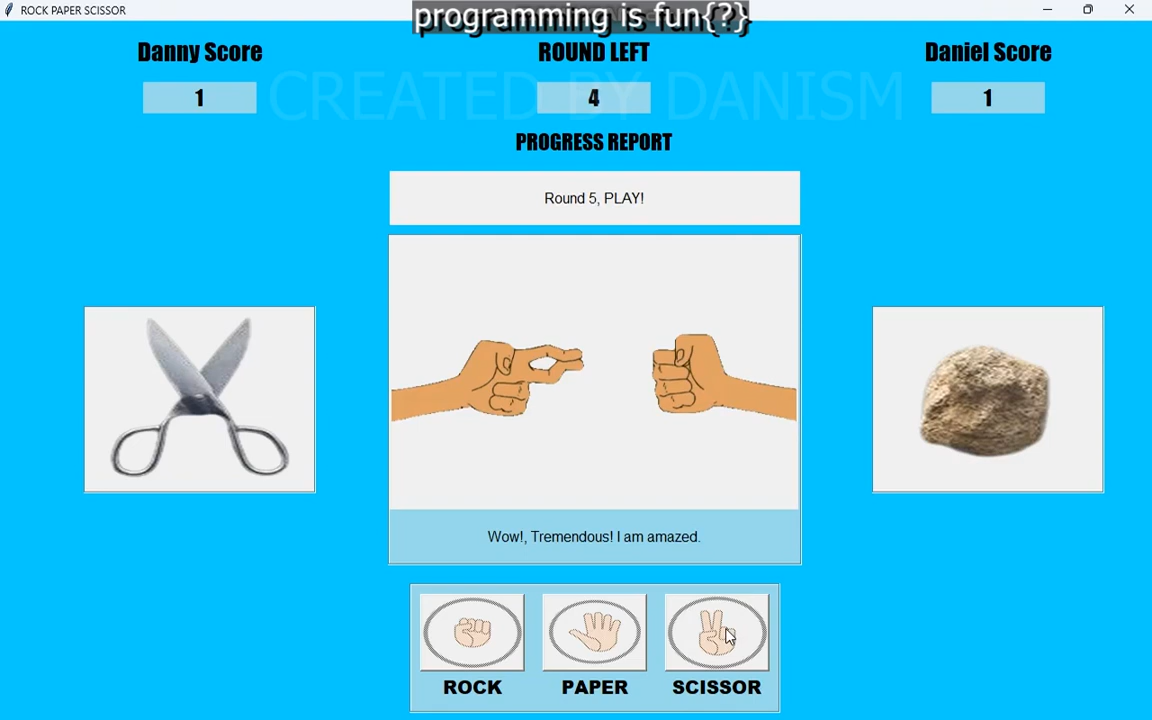 ROCK PAPER SCISSOR
programming is fun{?}
Danny Score
ROUND LEFT
Daniel Score
1
4
1
CREATED BY DANISM
PROGRESS REPORT
Round 5, PLAY!
Wow!, Tremendous! I am amazed.
ROCK
PAPER
SCISSOR